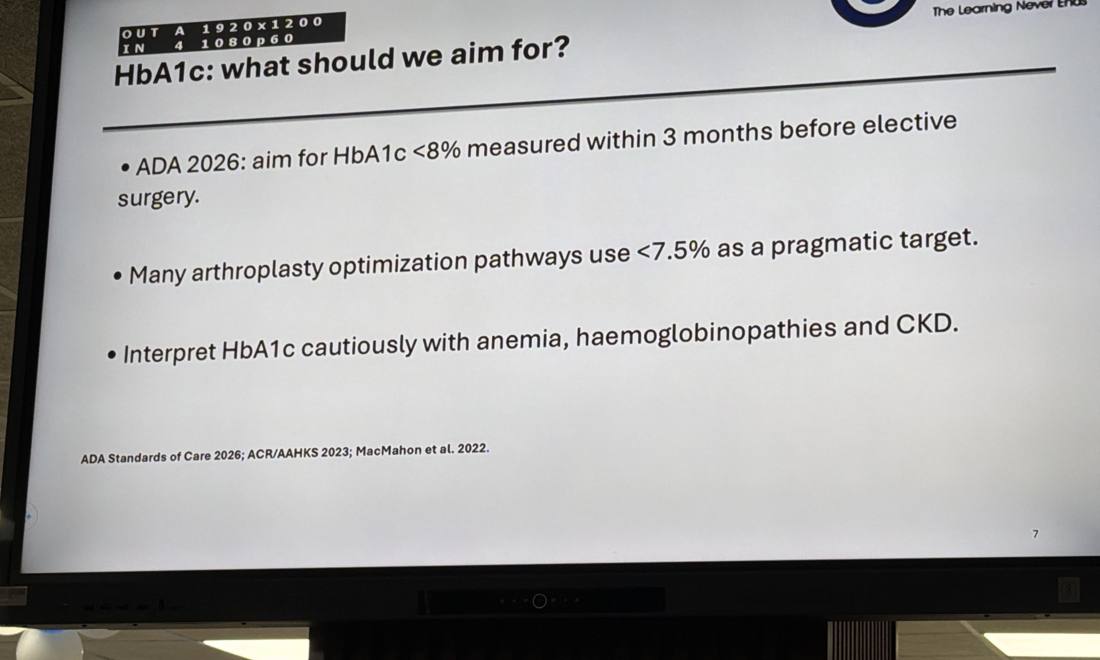 The Learning Never Ends
OUT A 1920x1200
IN 4 1080p60
HbA1c: what should we aim for?
• ADA 2026: aim for HbA1c <8% measured within 3 months before elective
surgery.
• Many arthroplasty optimization pathways use <7.5% as a pragmatic target.
• Interpret HbA1c cautiously with anemia, haemoglobinopathies and CKD.
ADA Standards of Care 2026; ACR/AAHKS 2023; MacMahon et al. 2022.
7